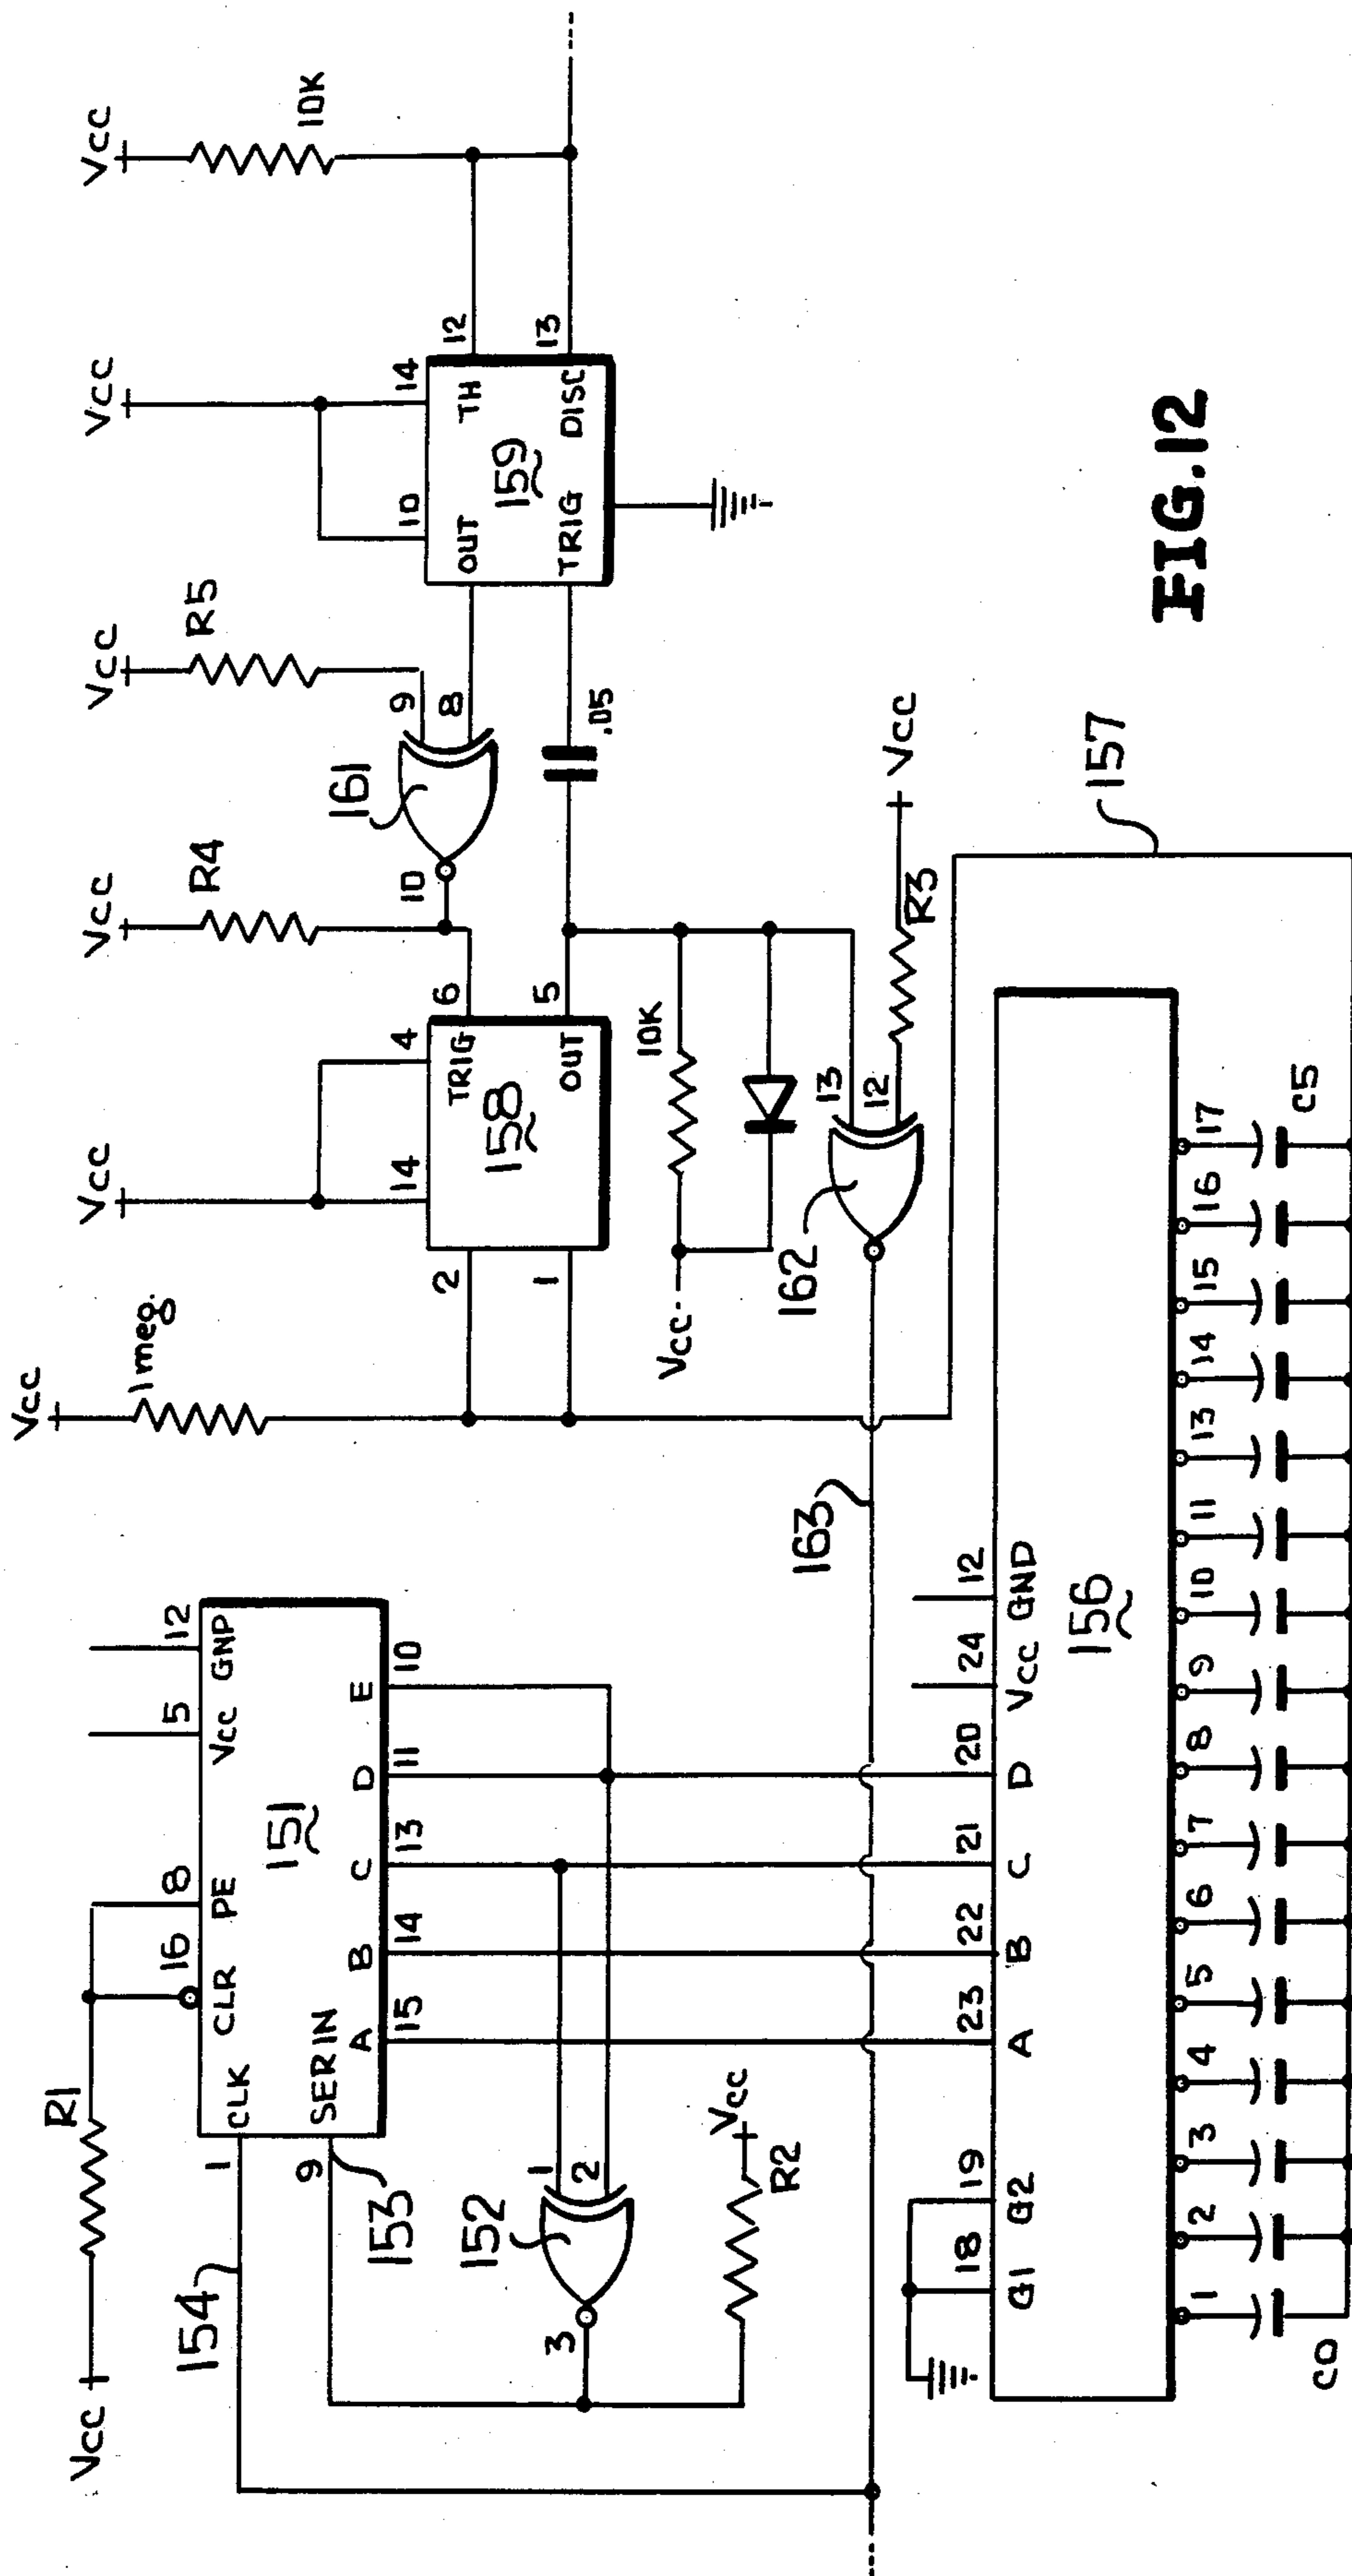 Vcc
Vcc
Vcc
Vcc
Vcc
Vcc
Vcc
R1
1 meg.
R4
R5
10K
154
1
CLK
16
CLR
8
PE
5
Vcc
12
GNP
9
SER IN
151
153
A
B
C
D
E
15
14
13
11
10
152
1
2
3
R2
Vcc
2
1
14
4
TRIG
6
158
OUT
5
10
161
9
8
.05
10
14
OUT
TH
12
159
TRIG
DISC
13
10K
Vcc
13
12
162
R3
Vcc
163
157
18
19
23
22
21
20
24
12
G1
G2
A
B
C
D
Vcc
GND
156
1
2
3
4
5
6
7
8
9
10
11
13
14
15
16
17
C0
C5
FIG.12